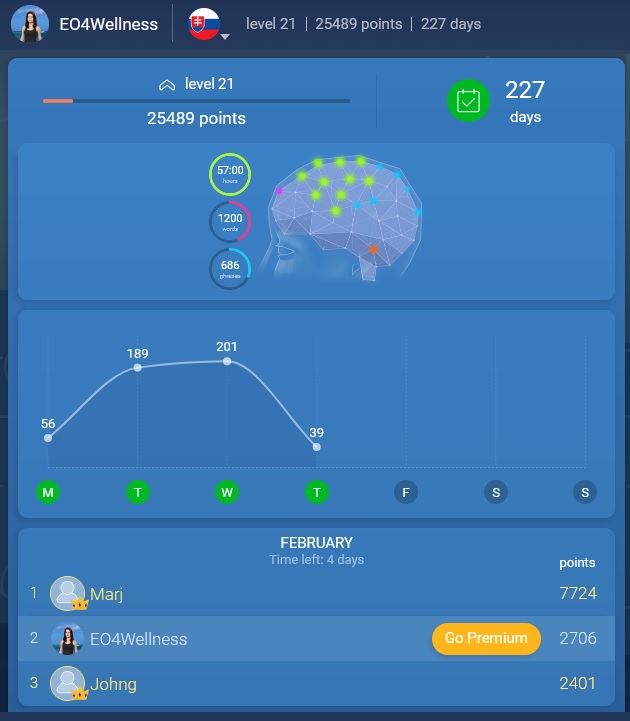 EO4Wellness level 21 | 25489 points | 227 days
level 21
25489 points
227
days
57:00
hours
1200
words
686
phrases
56
189
201
39
M T W T F S S
FEBRUARY
Time left: 4 days
points
1 Marj 7724
2 EO4Wellness Go Premium 2706
3 Johng 2401